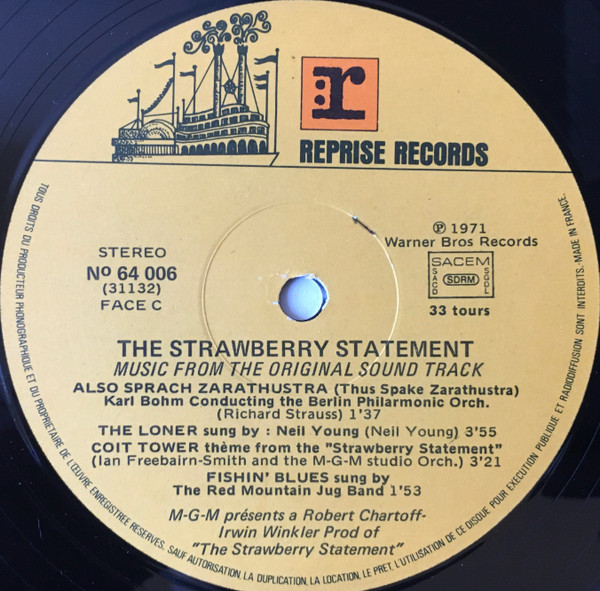 :r
REPRISE RECORDS
STEREO
Nº 64 006
(31132)
FACE C
Ⓟ 1971
Warner Bros Records
SACEM
SACD
SDRM
SGDL
33 tours
THE STRAWBERRY STATEMENT
MUSIC FROM THE ORIGINAL SOUND TRACK
ALSO SPRACH ZARATHUSTRA (Thus Spake Zarathustra)
Karl Bohm Conducting the Berlin Philarmonic Orch.
(Richard Strauss) 1'37
THE LONER sung by : Neil Young (Neil Young) 3'55
COIT TOWER thème from the "Strawberry Statement"
(Ian Freebairn-Smith and the M-G-M studio Orch.) 3'21
FISHIN' BLUES sung by
The Red Mountain Jug Band 1'53
M-G-M présents a Robert Chartoff-
Irwin Winkler Prod of
"The Strawberry Statement"
TOUS DROITS DU PRODUCTEUR PHONOGRAPHIQUE ET DU PROPRIETAIRE DE L'ŒUVRE ENREGISTREE RESERVES. SAUF AUTORISATION, LA DUPLICATION, LA LOCATION, LE PRET, L'UTILISATION DE CE DISQUE POUR EXECUTION PUBLIQUE ET RADIODIFFUSION SONT INTERDITS. MADE IN FRANCE.